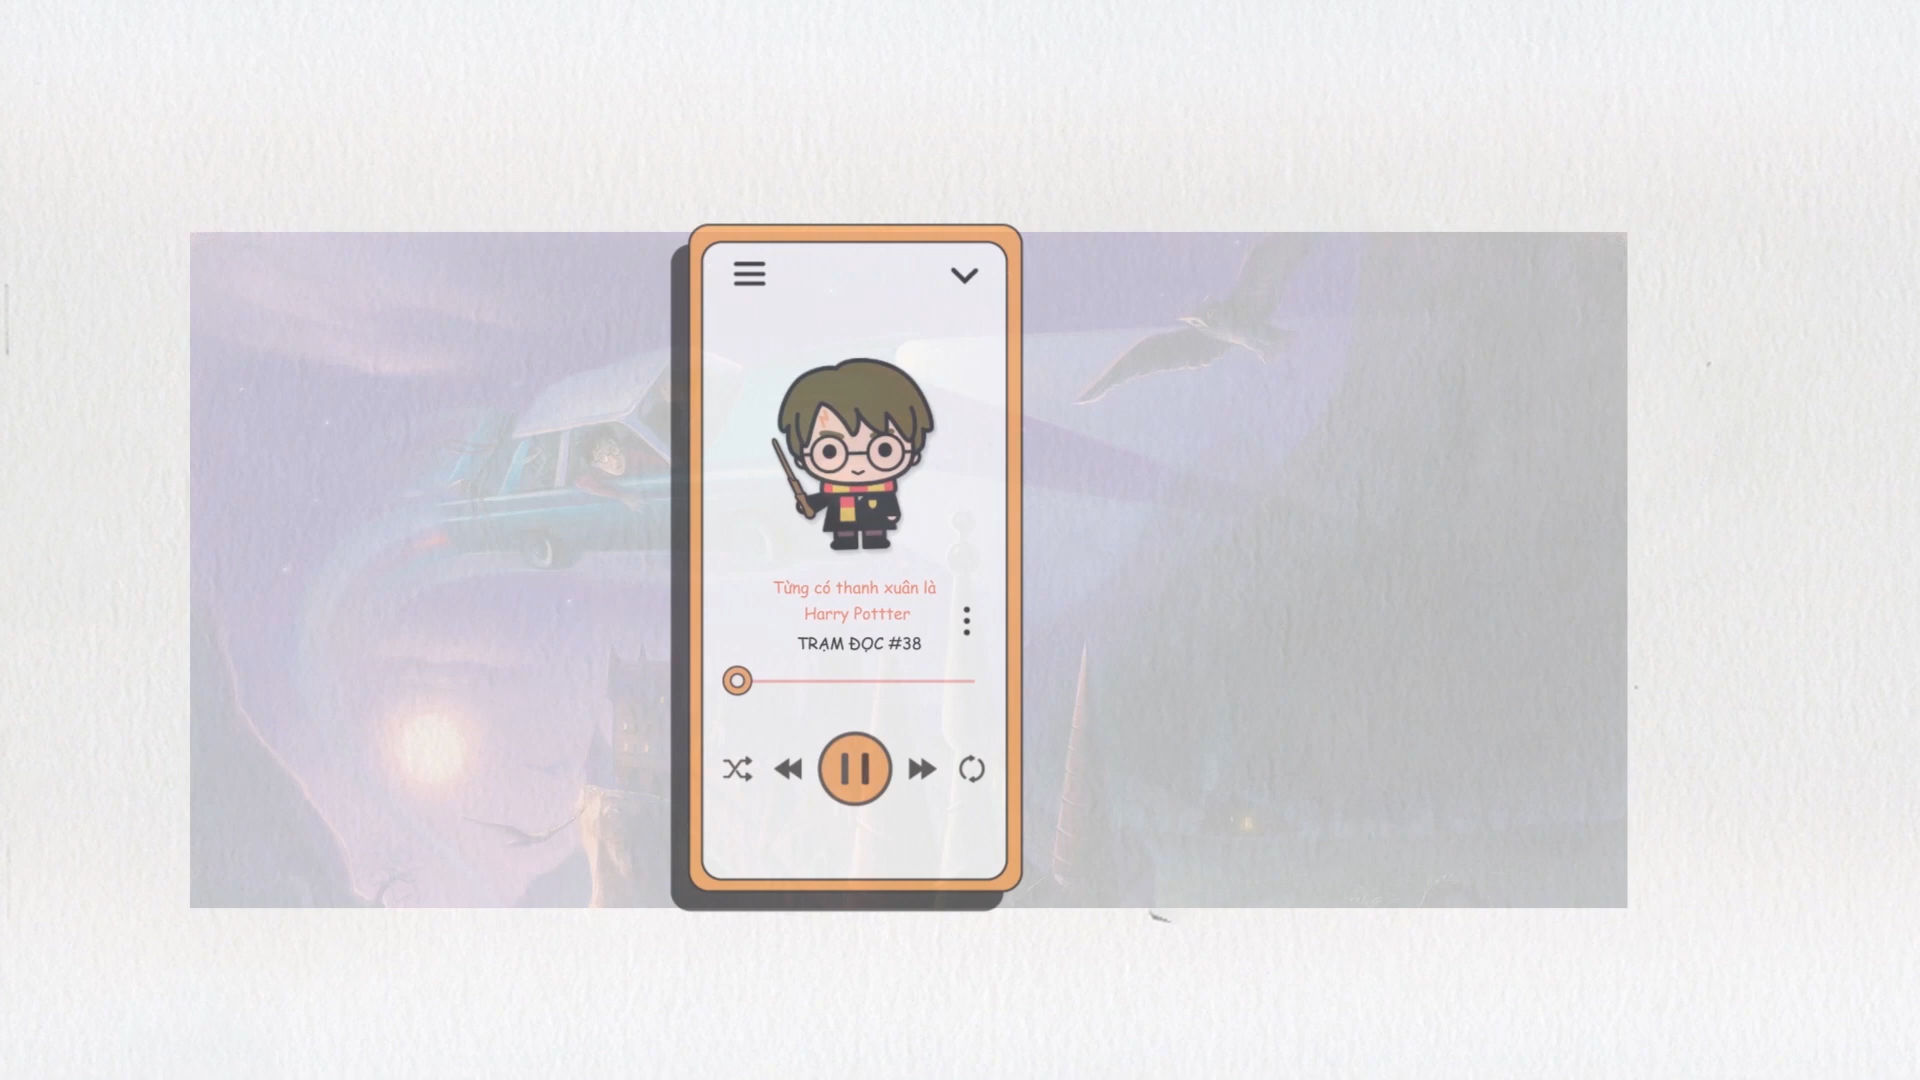 Từng có thanh xuân là
Harry Pottter
TRẠM ĐỌC #38